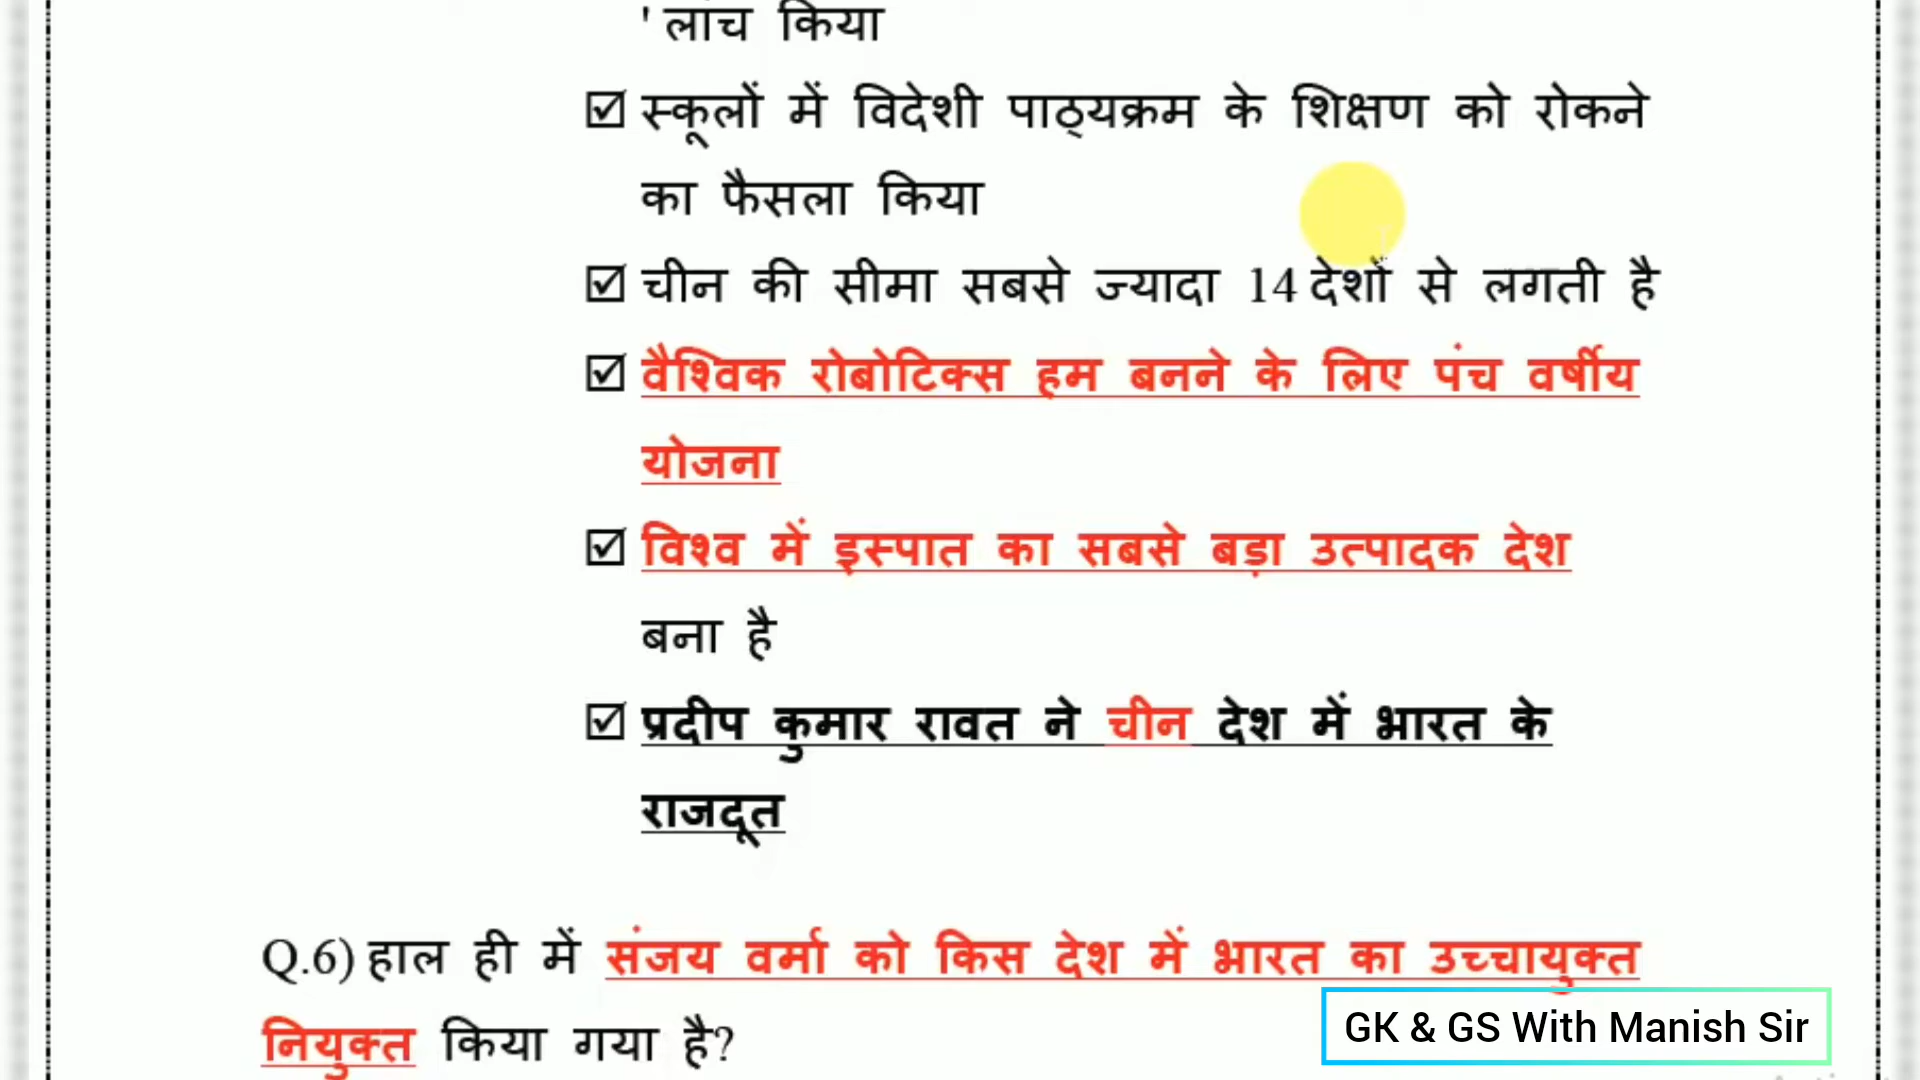 ' लांच किया
☑ स्कूलों में विदेशी पाठ्यक्रम के शिक्षण को रोकने
का फैसला किया
☑ चीन की सीमा सबसे ज्यादा 14 देशों से लगती है
☑ वैश्विक रोबोटिक्स हम बनने के लिए पंच वर्षीय
योजना
☑ विश्व में इस्पात का सबसे बड़ा उत्पादक देश
बना है
☑ प्रदीप कुमार रावत ने चीन देश में भारत के
राजदूत
Q.6) हाल ही में संजय वर्मा को किस देश में भारत का उच्चायुक्त
नियुक्त किया गया है?
GK & GS With Manish Sir